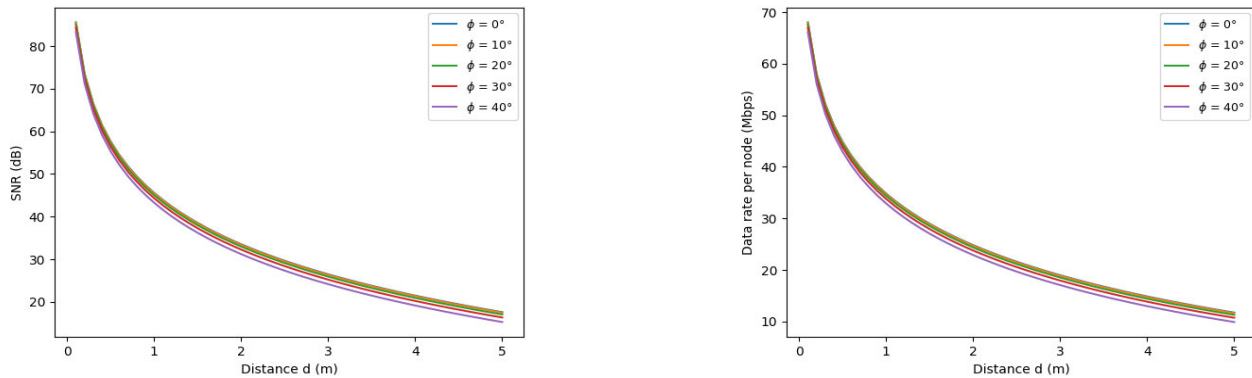 SNR (dB)
80
70
60
50
40
30
20
0
1
2
3
4
5
Distance d (m)
ϕ = 0°
ϕ = 10°
ϕ = 20°
ϕ = 30°
ϕ = 40°
Data rate per node (Mbps)
70
60
50
40
30
20
10
0
1
2
3
4
5
Distance d (m)
ϕ = 0°
ϕ = 10°
ϕ = 20°
ϕ = 30°
ϕ = 40°